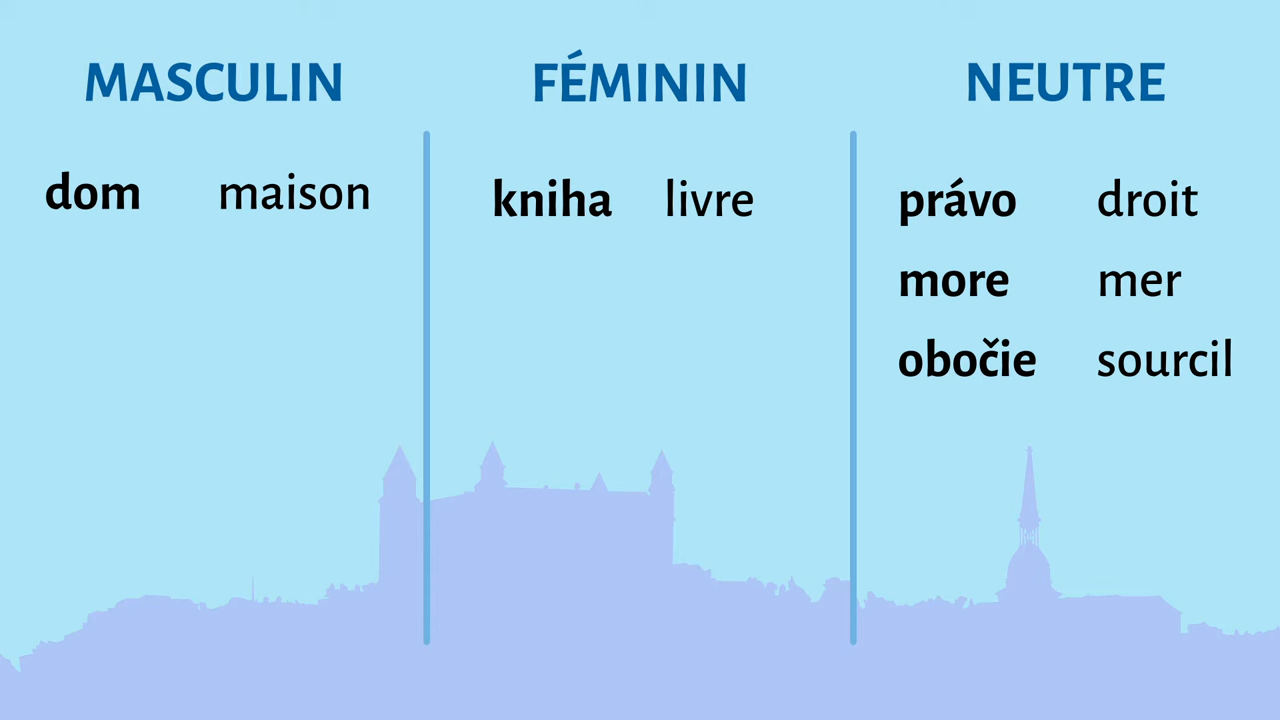 MASCULIN
dom maison
FÉMININ
kniha livre
NEUTRE
právo droit
more mer
obočie sourcil